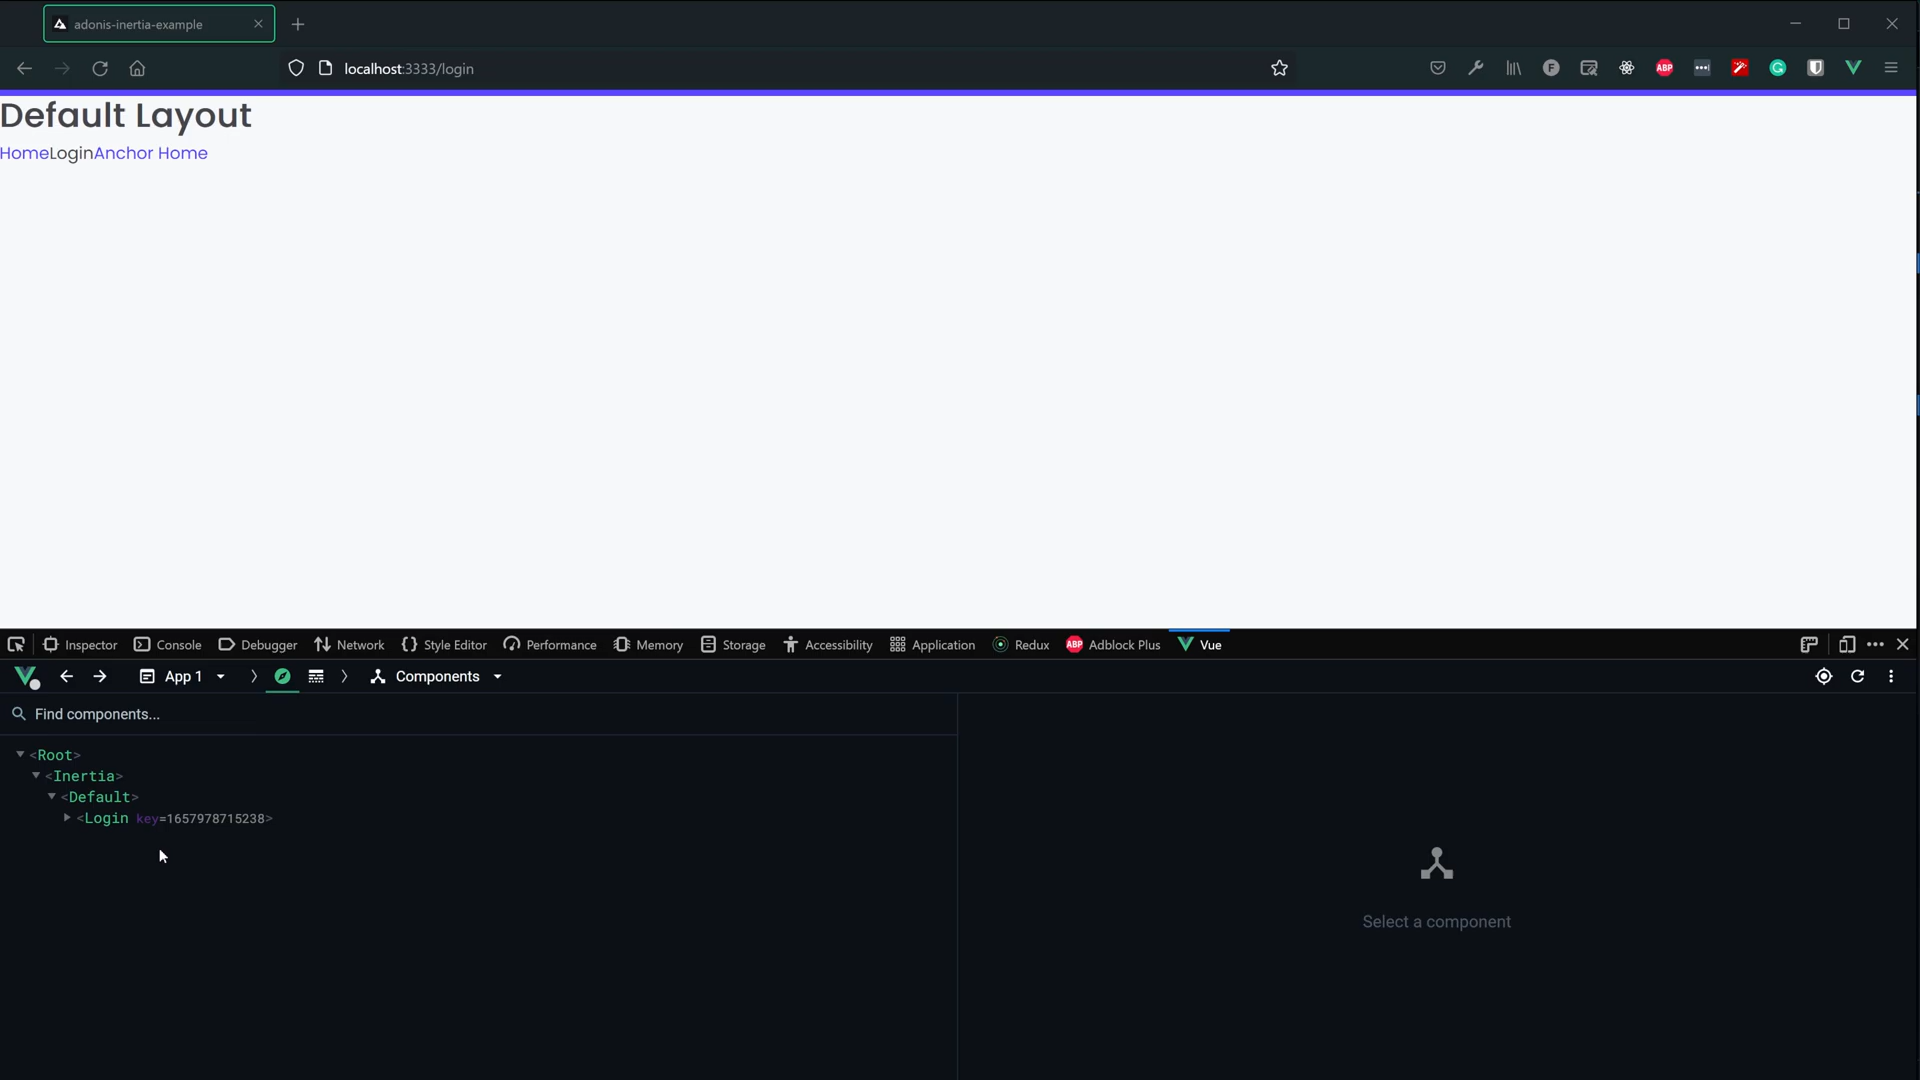 adonis-inertia-example
localhost:3333/login
ABP
Default Layout
HomeLoginAnchor Home
Inspector Console Debugger Network Style Editor Performance Memory Storage Accessibility Application Redux ABP Adblock Plus Vue
App 1 Components
Find components...
<Root>
<Inertia>
<Default>
<Login key=1657978715238>
Select a component